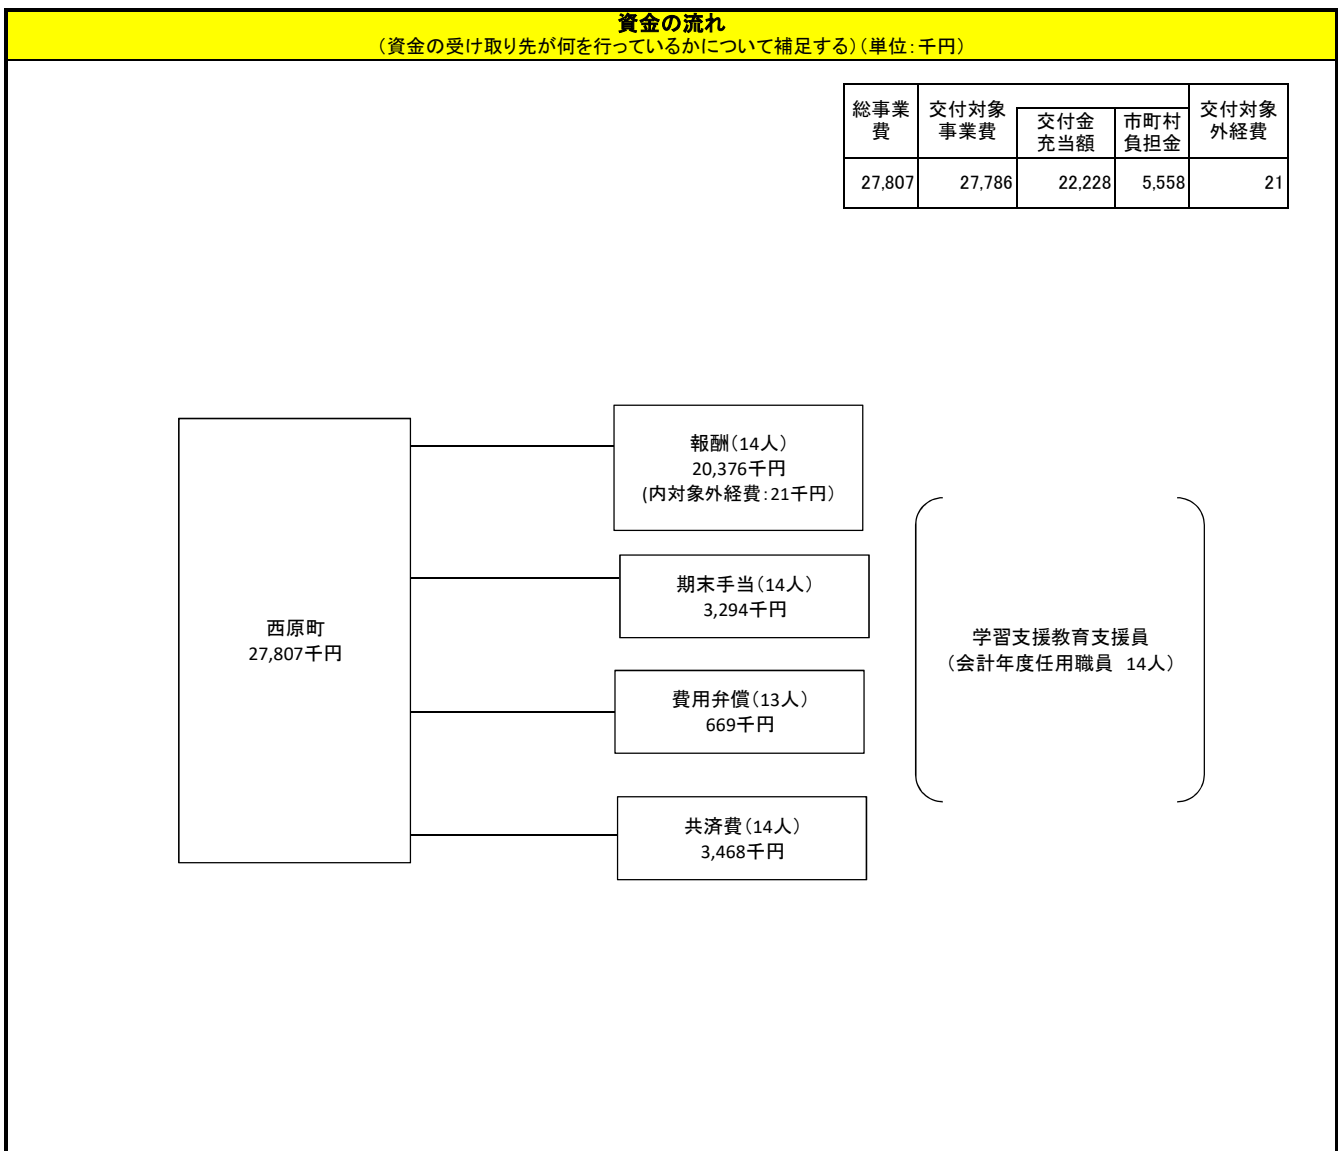 資金の流れ
（資金の受け取り先が何を行っているかについて補足する）（単位：千円）
総事業
費
交付対象
事業費
交付金
充当額
市町村
負担金
交付対象
外経費
27,807
27,786
22,228
5,558
21
西原町
27,807千円
報酬（14人）
20,376千円
(内対象外経費：21千円）
期末手当（14人）
3,294千円
費用弁償（13人）
669千円
共済費（14人）
3,468千円
学習支援教育支援員
（会計年度任用職員　14人）